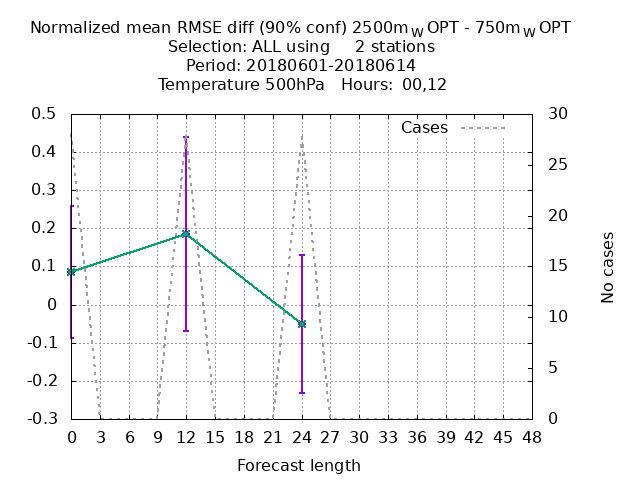 Normalized mean RMSE diff (90% conf) 2500m_W OPT - 750m_W OPT
Selection: ALL using 2 stations
Period: 20180601-20180614
Temperature 500hPa Hours: 00,12
Cases
0.5
0.4
0.3
0.2
0.1
0
-0.1
-0.2
-0.3
30
25
20
15
10
5
0
No cases
0 3 6 9 12 15 18 21 24 27 30 33 36 39 42 45 48
Forecast length